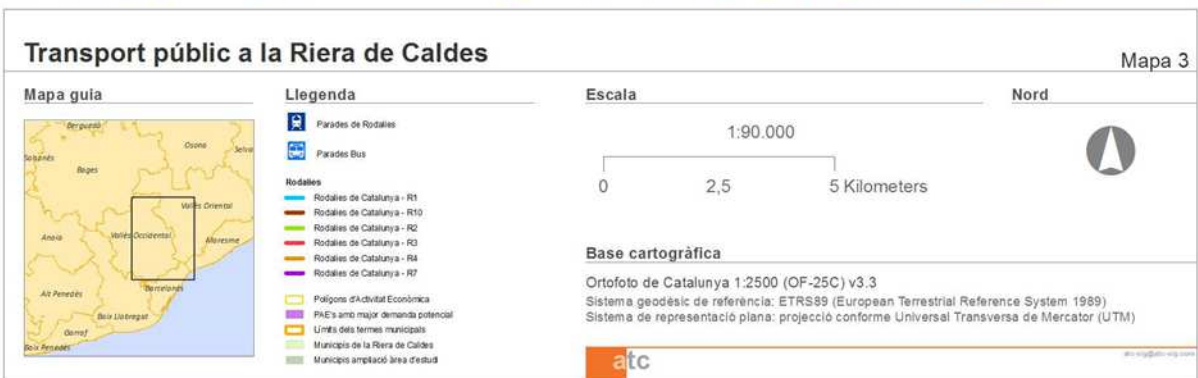 Transport públic a la Riera de Caldes
Mapa 3
Mapa guia
Berguedà
Osona
Selva
Solsonès
Bages
Vallès Oriental
Anoia
Vallès Occidental
Maresme
Barcelonès
Alt Penedès
Baix Llobregat
Garraf
Baix Penedès
Llegenda
Parades de Rodalies
Parades Bus
Rodalies
Rodalies de Catalunya - R1
Rodalies de Catalunya - R10
Rodalies de Catalunya - R2
Rodalies de Catalunya - R3
Rodalies de Catalunya - R4
Rodalies de Catalunya - R7
Polígons d'Activitat Econòmica
PAE's amb major demanda potencial
Límits dels termes municipals
Municipis de la Riera de Caldes
Municipis ampliació àrea d'estudi
Escala
1:90.000
0 2,5 5 Kilometers
Nord
Base cartogràfica
Ortofoto de Catalunya 1:2500 (OF-25C) v3.3
Sistema geodèsic de referència: ETRS89 (European Terrestrial Reference System 1989)
Sistema de representació plana: projecció conforme Universal Transversa de Mercator (UTM)
atc